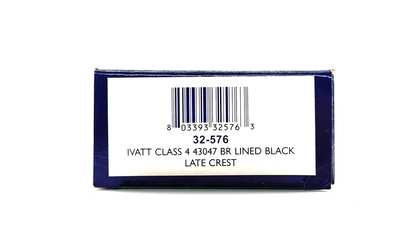 8 03393 32576 3
32-576
IVATT CLASS 4 43047 BR LINED BLACK
LATE CREST